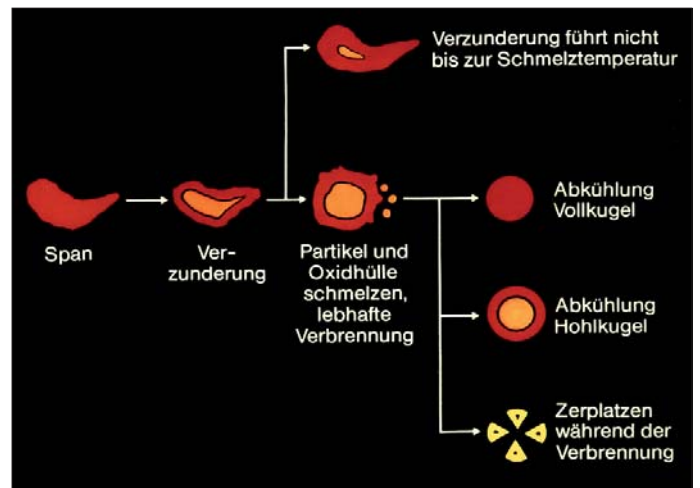 Verzunderung führt nicht
bis zur Schmelztemperatur
Span
Ver-
zunderung
Partikel und
Oxidhülle
schmelzen,
lebhafte
Verbrennung
Abkühlung
Vollkugel
Abkühlung
Hohlkugel
Zerplatzen
während der
Verbrennung